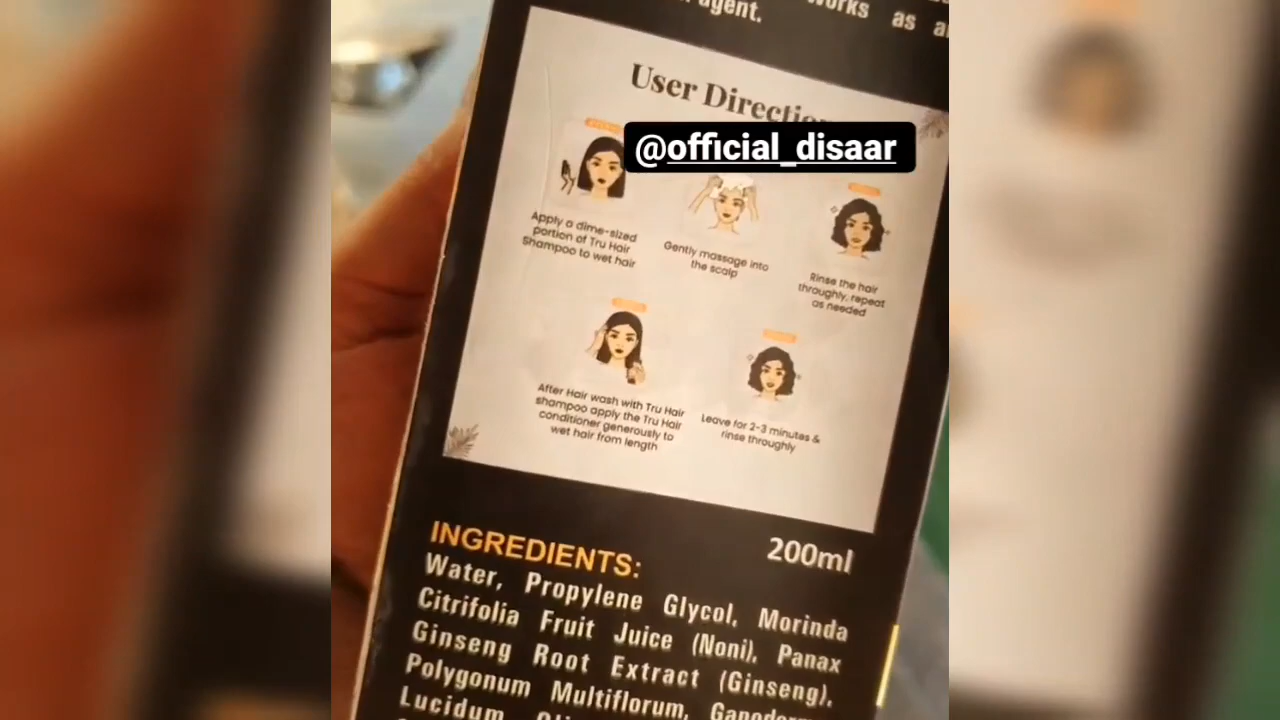 agent.
works as a
User Directio
@official_disaar
Apply a dime-sized
portion of Tru Hair
Shampoo to wet hair
Gently massage into
the scalp
Rinse the hair
throughly, repeat
as needed
After Hair wash with Tru Hair
shampoo apply the Tru Hair
conditioner generously to
wet hair from length
Leave for 2-3 minutes &
rinse throughly
200ml
INGREDIENTS:
Water, Propylene Glycol, Morinda
Citrifolia Fruit Juice (Noni), Panax
Ginseng Root Extract (Ginseng),
Polygonum Multiflorum, Ganoderm
Lucidum